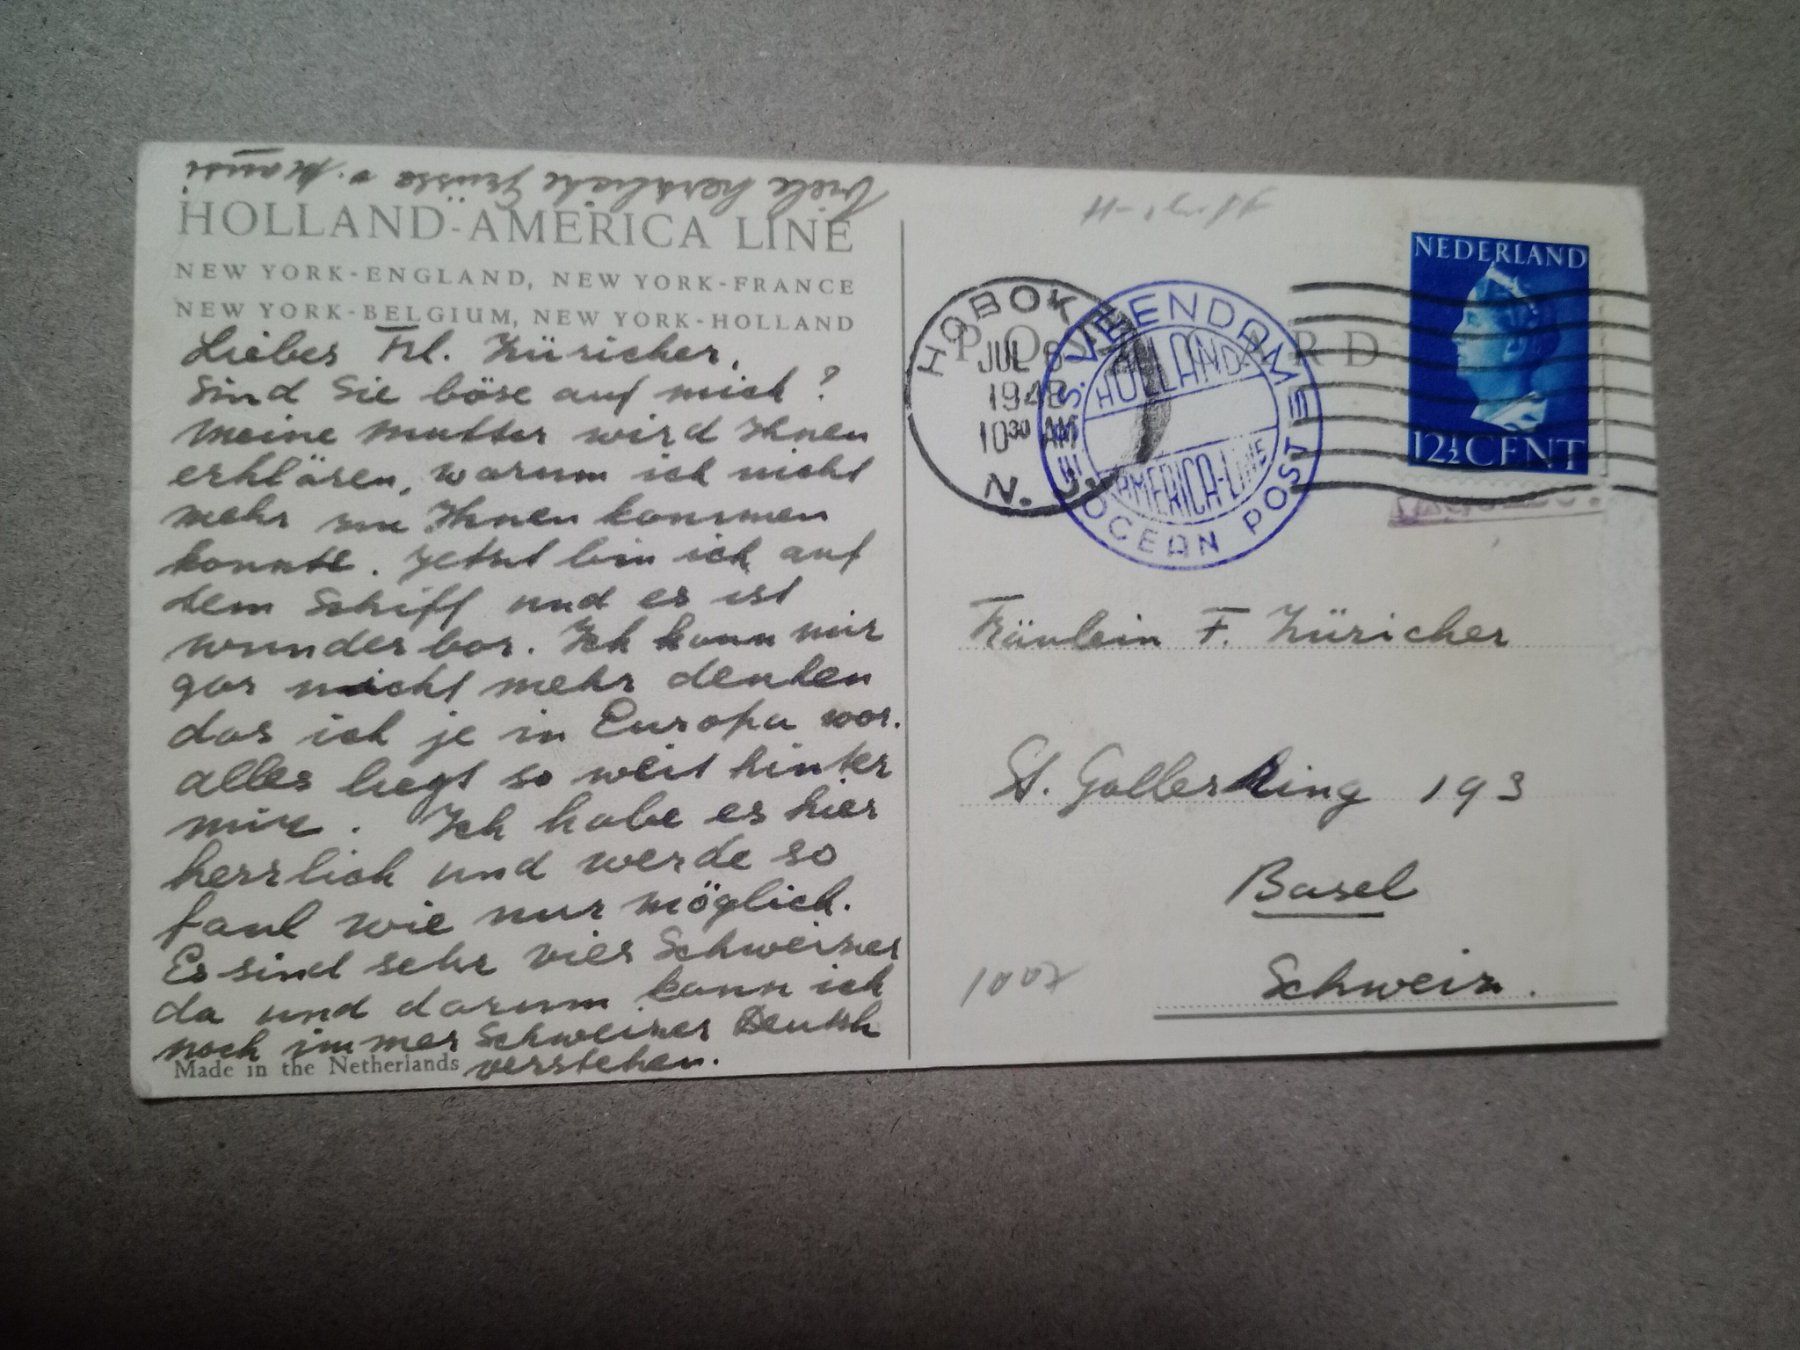 Viele herzliche Grüsse v. Mausi
HOLLAND-AMERICA LINE
NEW YORK-ENGLAND, NEW YORK-FRANCE
NEW YORK-BELGIUM, NEW YORK-HOLLAND
Liebes Frl. Züricher,
Sind Sie böse auf mich?
Meine Mutter wird Ihnen
erklären, warum ich nicht
mehr zu Ihnen kommen
konnte. Jetzt bin ich auf
dem Schiff und es ist
wunderbar. Ich kann mir
gar nicht mehr denken
das ich je in Europa war.
alles liegt so weit hinter
mir. Ich habe es hier
herrlich und werde so
faul wie nur möglich.
Es sind sehr vier Schweizer
da und darum kann ich
noch immer Schweizer Deutsch
verstehen.
Made in the Netherlands
POST CARD
HOBOK
JUL 6
1948
10 30 AM
N.
S.S. VEENDAM
HOLLAND
AMERICA-LINE
OCEAN POST
NEDERLAND
12½ CENT
Fräulein F. Züricher
St. Gallerring 193
Basel
Schweiz.
1007